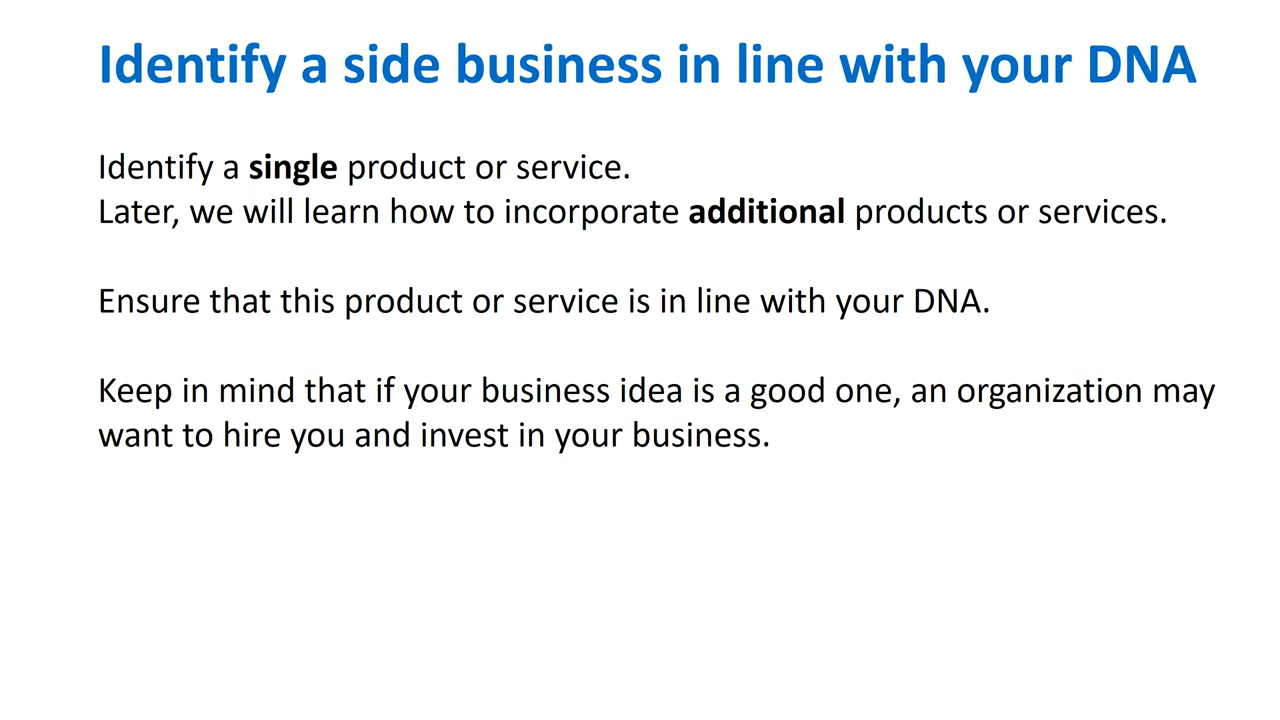 Identify a side business in line with your DNA
Identify a single product or service.
Later, we will learn how to incorporate additional products or services.
Ensure that this product or service is in line with your DNA.
Keep in mind that if your business idea is a good one, an organization may
want to hire you and invest in your business.